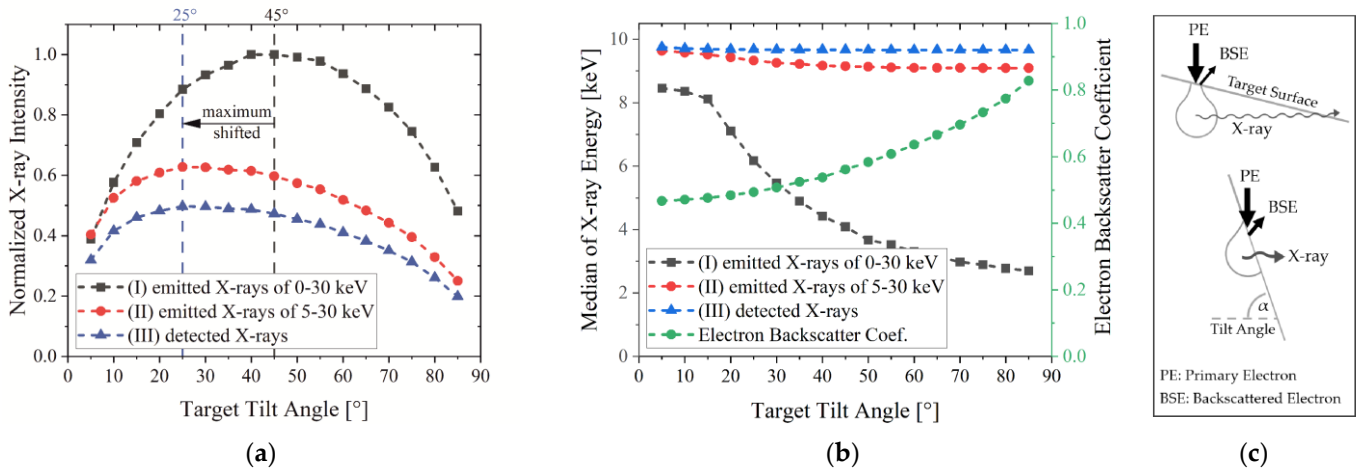 25° 45°
1.0
0.8
0.6
0.4
0.2
0.0
Normalized X-ray Intensity
maximum
shifted
(I) emitted X-rays of 0-30 keV
(II) emitted X-rays of 5-30 keV
(III) detected X-rays
0 10 20 30 40 50 60 70 80 90
Target Tilt Angle [°]
(a)
10
8
6
4
2
0
Median of X-ray Energy [keV]
1.0
0.8
0.6
0.4
0.2
0.0
Electron Backscatter Coefficient
(I) emitted X-rays of 0-30 keV
(II) emitted X-rays of 5-30 keV
(III) detected X-rays
Electron Backscatter Coef.
0 10 20 30 40 50 60 70 80 90
Target Tilt Angle [°]
(b)
PE
BSE
Target Surface
X-ray
PE
BSE
X-ray
α
Tilt Angle
PE: Primary Electron
BSE: Backscattered Electron
(c)